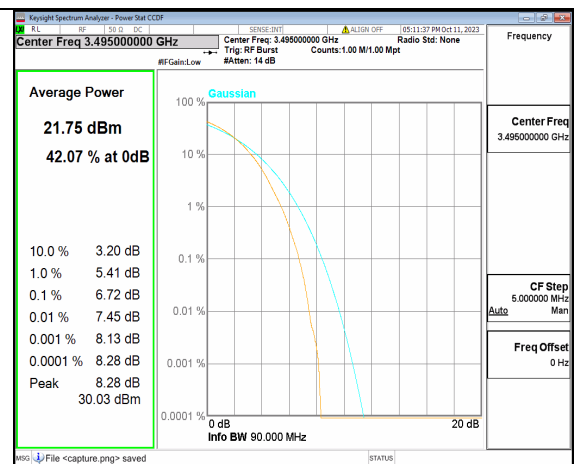 Keysight Spectrum Analyzer - Power Stat CCDF
RL RF 50 Ω DC SENSE:INT ALIGN OFF 05:11:37 PM Oct 11, 2023
Center Freq 3.495000000 GHz
Center Freq: 3.495000000 GHz Radio Std: None
Trig: RF Burst Counts:1.00 M/1.00 Mpt
#IFGain:Low #Atten: 14 dB
Frequency
Average Power
21.75 dBm
42.07 % at 0dB
10.0 % 3.20 dB
1.0 % 5.41 dB
0.1 % 6.72 dB
0.01 % 7.45 dB
0.001 % 8.13 dB
0.0001 % 8.28 dB
Peak 8.28 dB
30.03 dBm
Gaussian
100 %
10 %
1 %
0.1 %
0.01 %
0.001 %
0.0001 %
0 dB 20 dB
Info BW 90.000 MHz
Center Freq
3.495000000 GHz
CF Step
5.000000 MHz
Auto Man
Freq Offset
0 Hz
MSG File <capture.png> saved STATUS